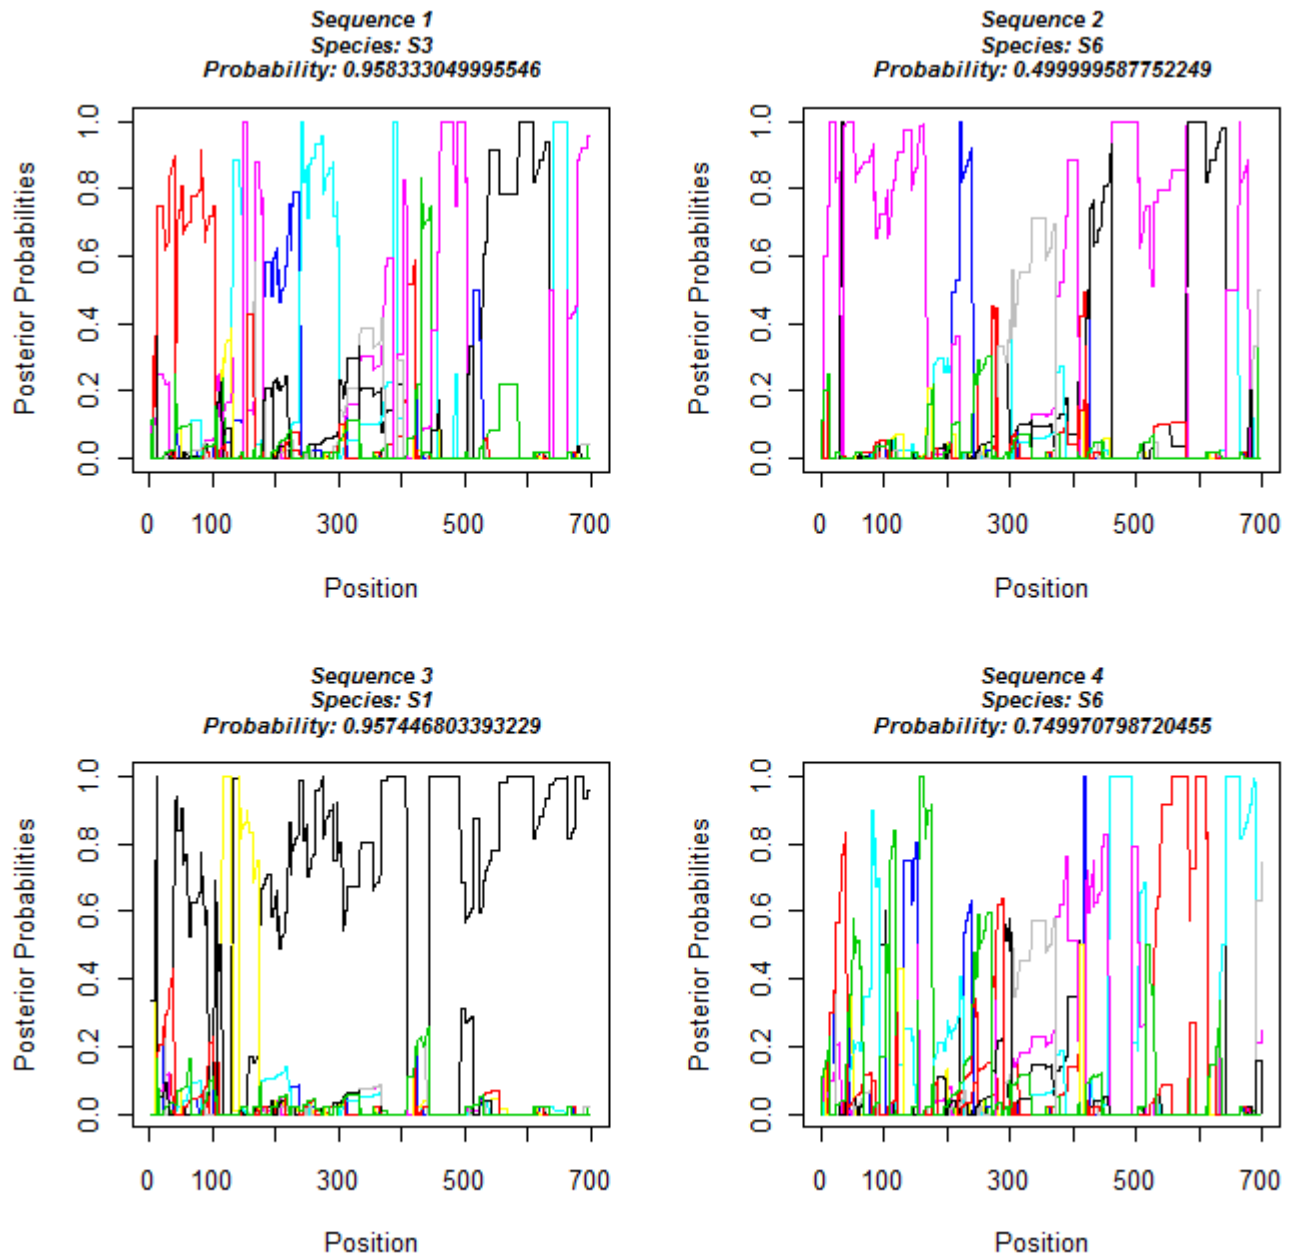 Sequence 1
Species: S3
Probability: 0.958333049995546
Posterior Probabilities
1.0
0.8
0.6
0.4
0.2
0.0
0 100 300 500 700
Position
Sequence 2
Species: S6
Probability: 0.499999587752249
Posterior Probabilities
1.0
0.8
0.6
0.4
0.2
0.0
0 100 300 500 700
Position
Sequence 3
Species: S1
Probability: 0.9574468033932​29
Posterior Probabilities
1.0
0.8
0.6
0.4
0.2
0.0
0 100 300 500 700
Position
Sequence 4
Species: S6
Probability: 0.749970798720455
Posterior Probabilities
1.0
0.8
0.6
0.4
0.2
0.0
0 100 300 500 700
Position